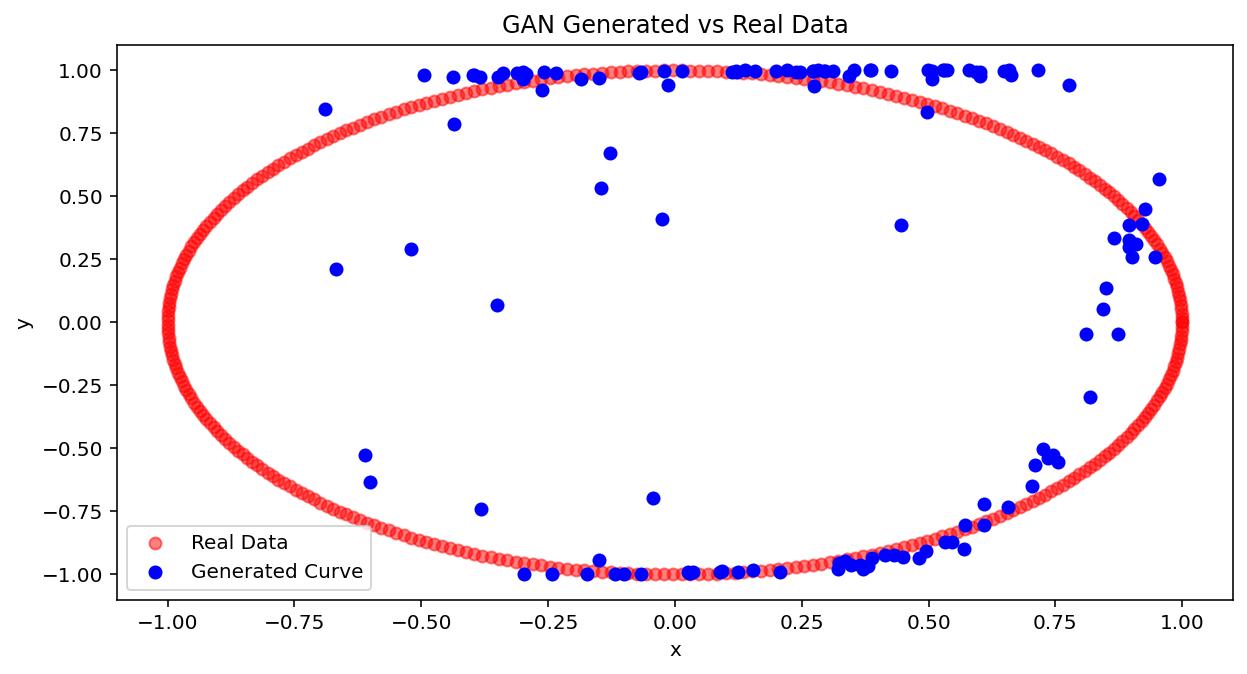 GAN Generated vs Real Data
1.00
0.75
0.50
0.25
0.00
−0.25
−0.50
−0.75
−1.00
y
Real Data
Generated Curve
−1.00 −0.75 −0.50 −0.25 0.00 0.25 0.50 0.75 1.00
x